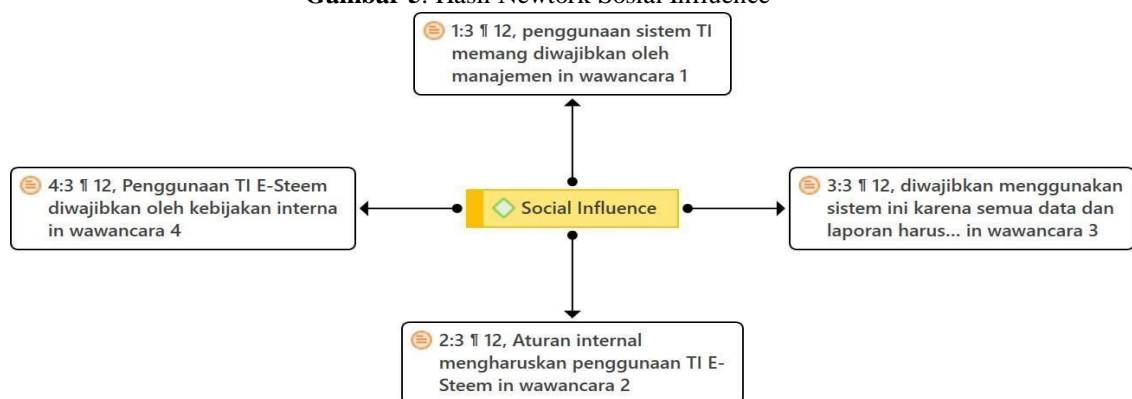 Gambar 5. Hasil Newtork Sosial Influence
1:3 ¶ 12, penggunaan sistem TI
memang diwajibkan oleh
manajemen in wawancara 1
4:3 ¶ 12, Penggunaan TI E-Steem
diwajibkan oleh kebijakan interna
in wawancara 4
Social Influence
3:3 ¶ 12, diwajibkan menggunakan
sistem ini karena semua data dan
laporan harus... in wawancara 3
2:3 ¶ 12, Aturan internal
mengharuskan penggunaan TI E-
Steem in wawancara 2